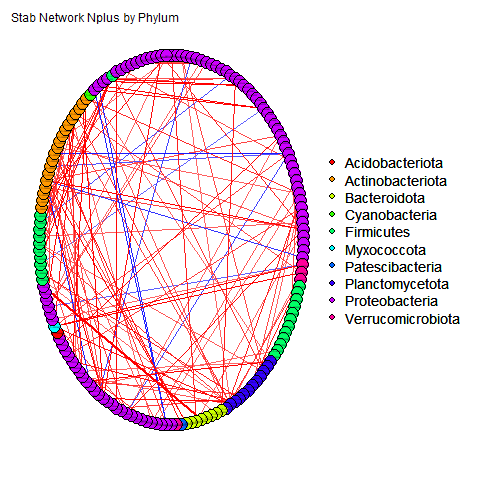 Stab Network Nplus by Phylum
Acidobacteriota
Actinobacteriota
Bacteroidota
Cyanobacteria
Firmicutes
Myxococcota
Patescibacteria
Planctomycetota
Proteobacteria
Verrucomicrobiota